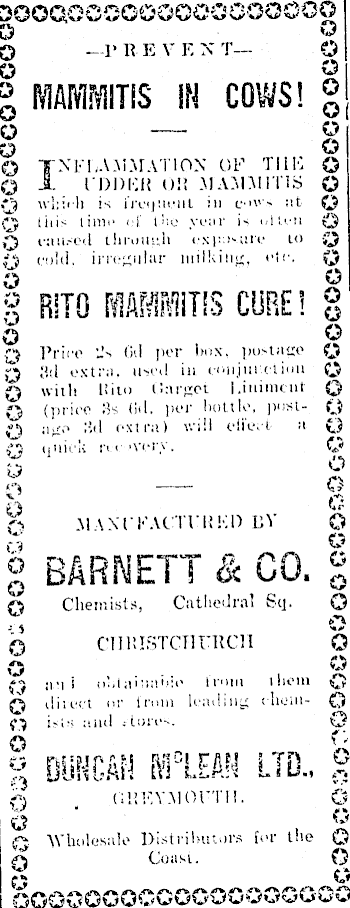 —PREVENT—
MAMMITIS IN COWS!
INFLAMMATION OF THE
UDDER OR MAMMITIS
which is frequent in cows at
this time of the year is often
caused through exposure to
cold, irregular milking, etc.
RITO MAMMITIS CURE!
Price 2s 6d per box, postage
3d extra, used in conjunction
with Rito Garget Liniment
(price 3s 6d. per bottle, post-
age 3d extra) will effect a
quick recovery.
MANUFACTURED BY
BARNETT & CO.
Chemists, Cathedral Sq.
CHRISTCHURCH
and obtainable from them
direct or from leading chem-
ists and stores.
DUNCAN McLEAN LTD.,
GREYMOUTH.
Wholesale Distributors for the
Coast.